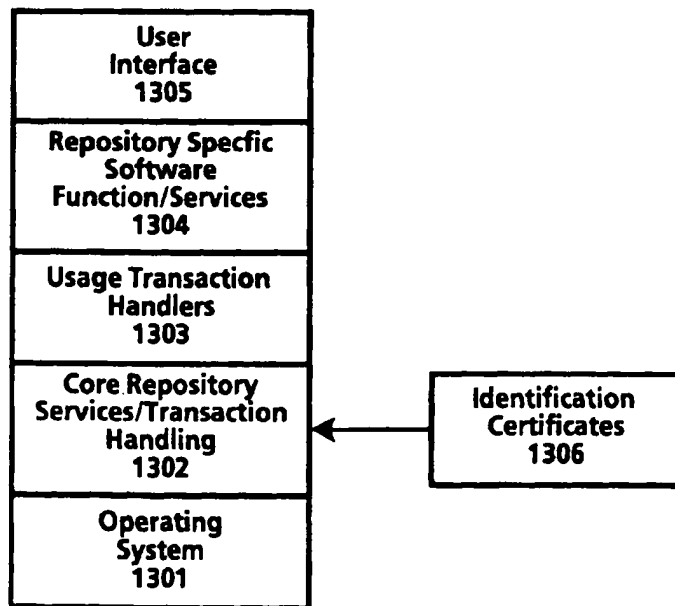 User
Interface
1305
Repository Specfic
Software
Function/Services
1304
Usage Transaction
Handlers
1303
Core Repository
Services/Transaction
Handling
1302
Identification
Certificates
1306
Operating
System
1301